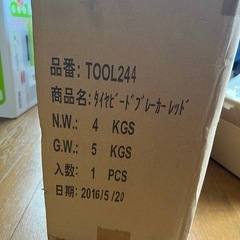 品番: TOOL244
商品名: ﾀｲﾔﾋﾞｰﾄﾞﾌﾞﾚｰｶｰﾚｯﾄﾞ
N.W.: 4 KGS
G.W.: 5 KGS
入数: 1 PCS
日期: 2016/5/20